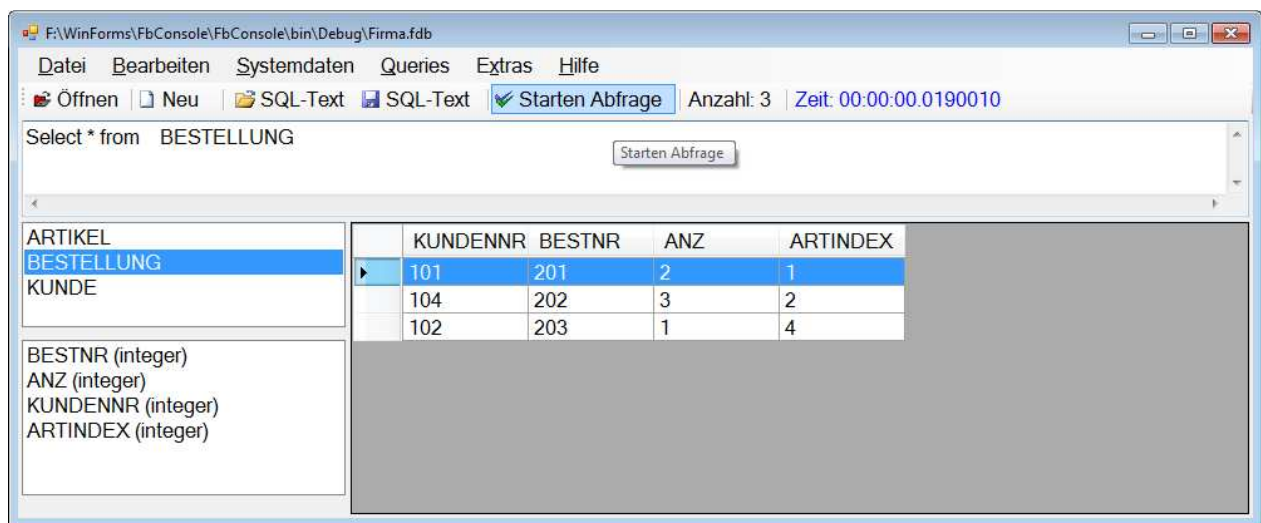 F:\WinForms\FbConsole\FbConsole\bin\Debug\Firma.fdb
Datei Bearbeiten Systemdaten Queries Extras Hilfe
Öffnen Neu SQL-Text SQL-Text Starten Abfrage Anzahl: 3 Zeit: 00:00:00.0190010
Select * from BESTELLUNG
Starten Abfrage
ARTIKEL
BESTELLUNG
KUNDE
BESTNR (integer)
ANZ (integer)
KUNDENNR (integer)
ARTINDEX (integer)
KUNDENNR BESTNR ANZ ARTINDEX
101 201 2 1
104 202 3 2
102 203 1 4